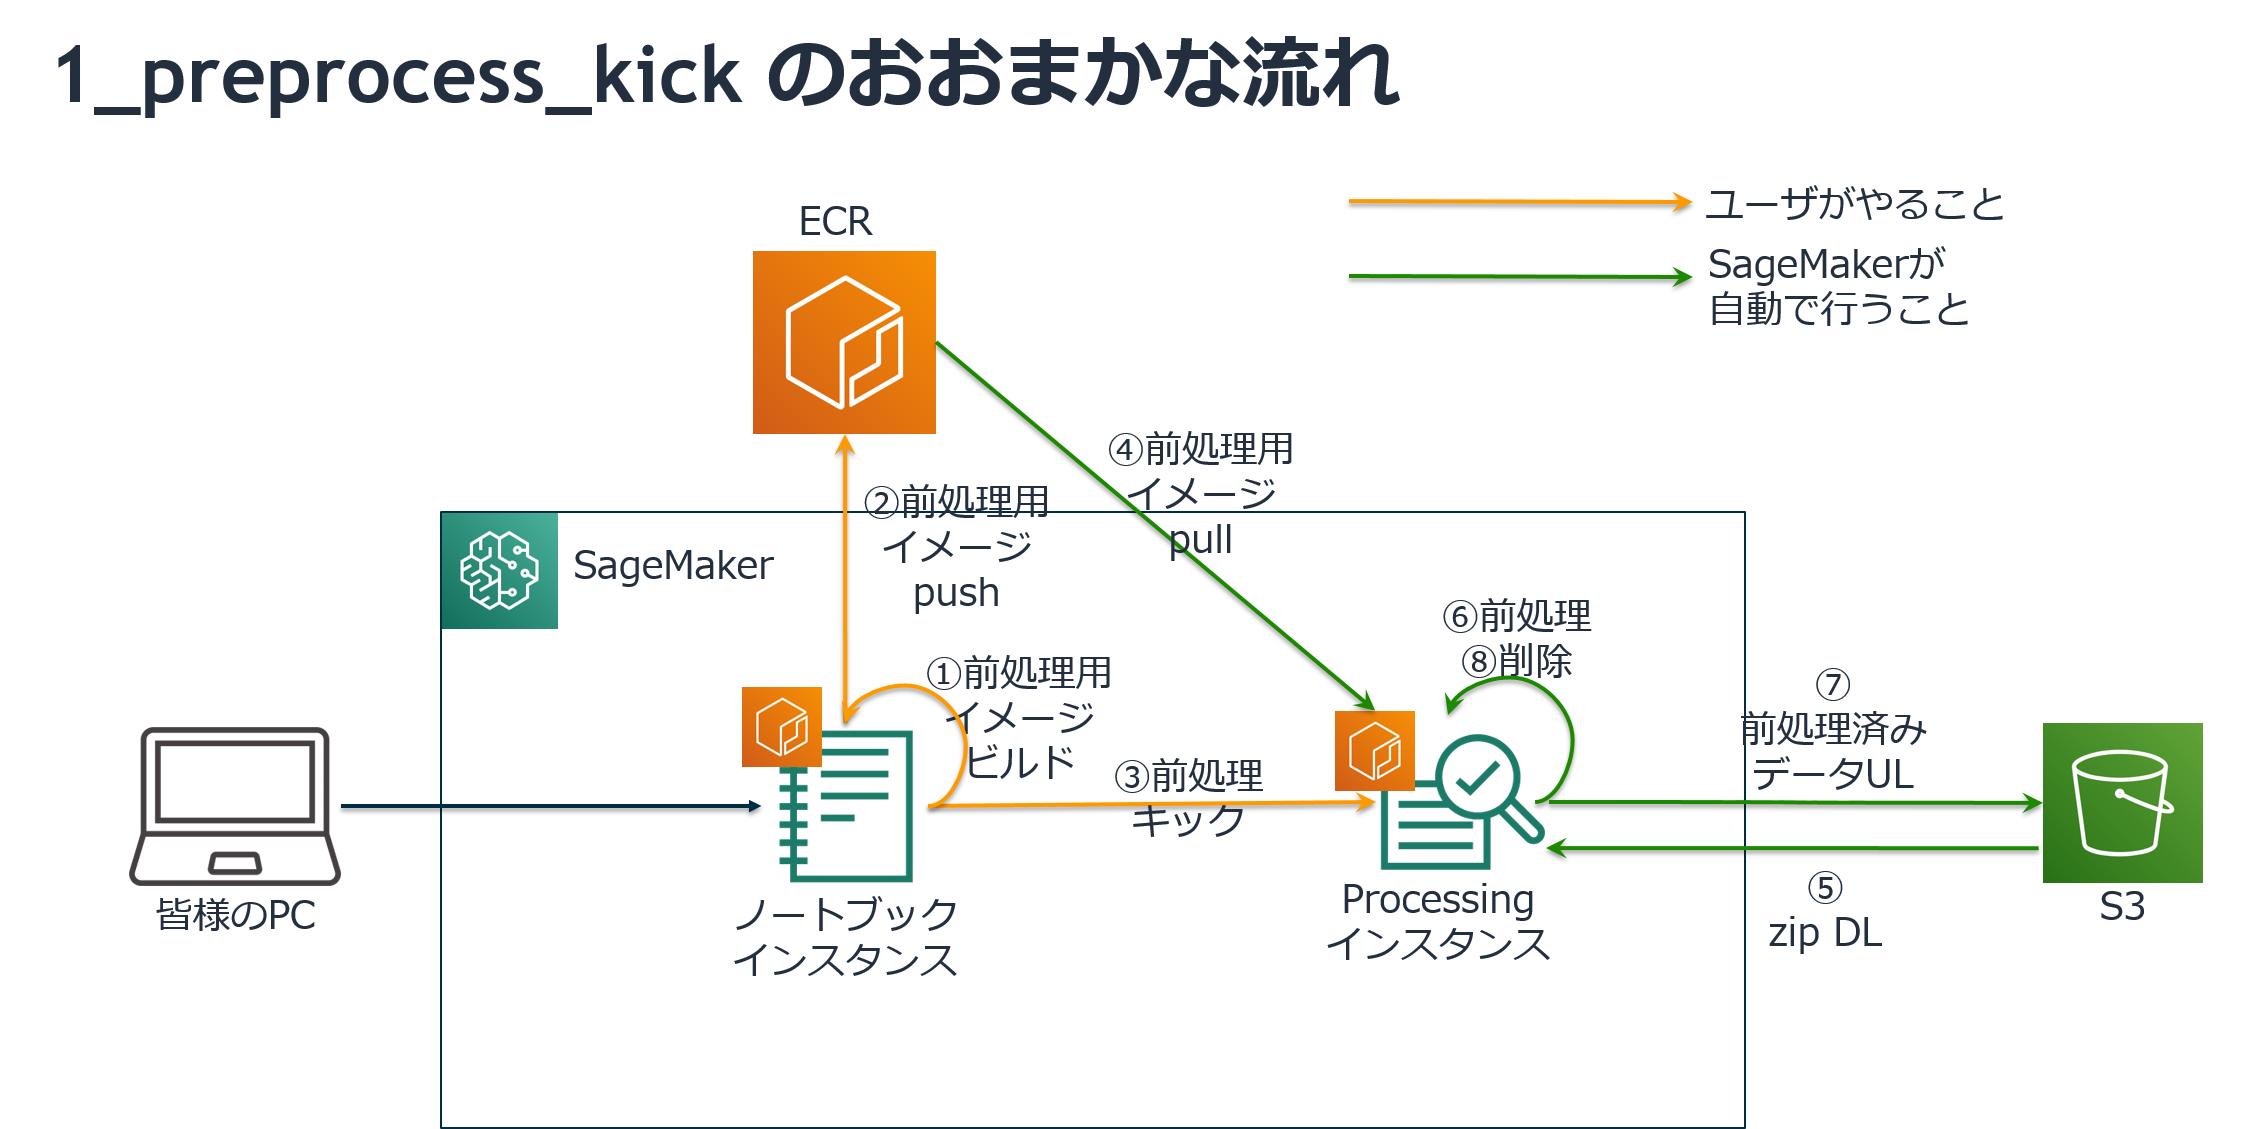 1_preprocess_kick のおおまかな流れ
ユーザがやること
SageMakerが
自動で行うこと
ECR
④前処理用
イメージ
pull
②前処理用
イメージ
push
SageMaker
①前処理用
イメージ
ビルド
⑥前処理
⑧削除
⑦
前処理済み
データUL
③前処理
キック
皆様のPC
ノートブック
インスタンス
Processing
インスタンス
⑤
zip DL
S3